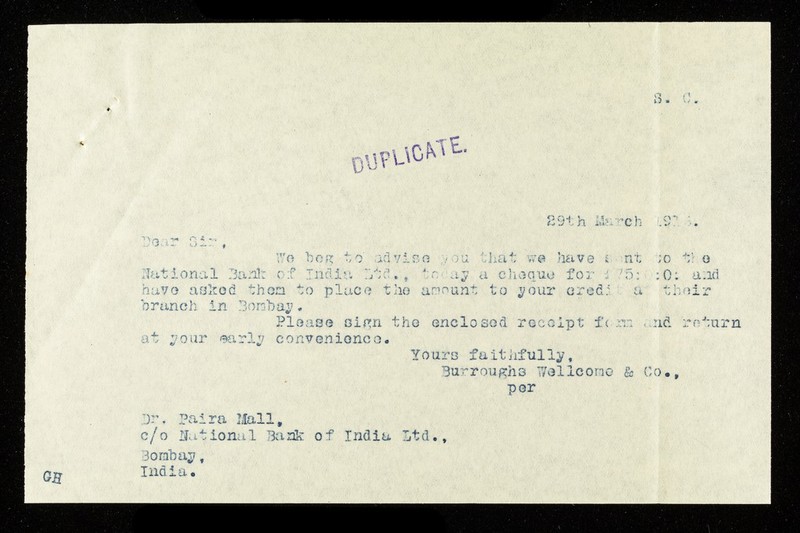 S. C.
DUPLICATE.
29th March
Dear Sir,
We beg to advise you that we have sent to the
National Bank of India Ltd., today a cheque for and
have asked them to place the amount to your credit at their
branch in Bombay.
Please sign the enclosed receipt form and return
at your early convenience.
Yours faithfully,
Burroughs Wellcome & Co.,
per
Dr. Paira Mall,
c/o National Bank of India Ltd.,
Bombay,
India.
GH